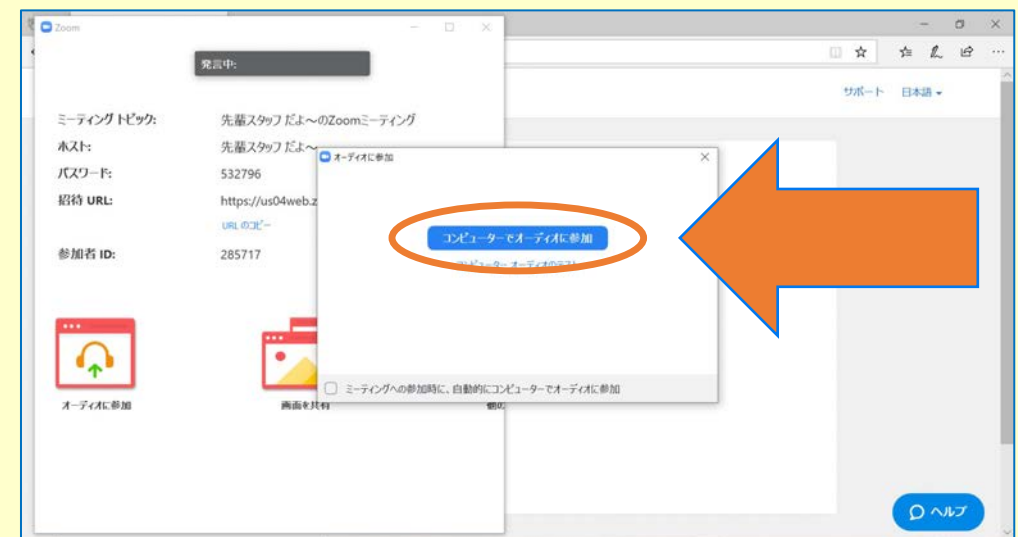 Zoom
発言中:
サポート 日本語
ミーティング トピック: 先輩スタッフ だよ～のZoomミーティング
ホスト: 先輩スタッフ だよ～
パスワード: 532796
招待 URL: https://us04web.z
URL のコピー
参加者 ID: 285717
オーディオに参加
コンピューターでオーディオに参加
コンピューター オーディオのテスト
ミーティングへの参加時に、自動的にコンピューターでオーディオに参加
オーディオに参加
画面を共有
他の
ヘルプ